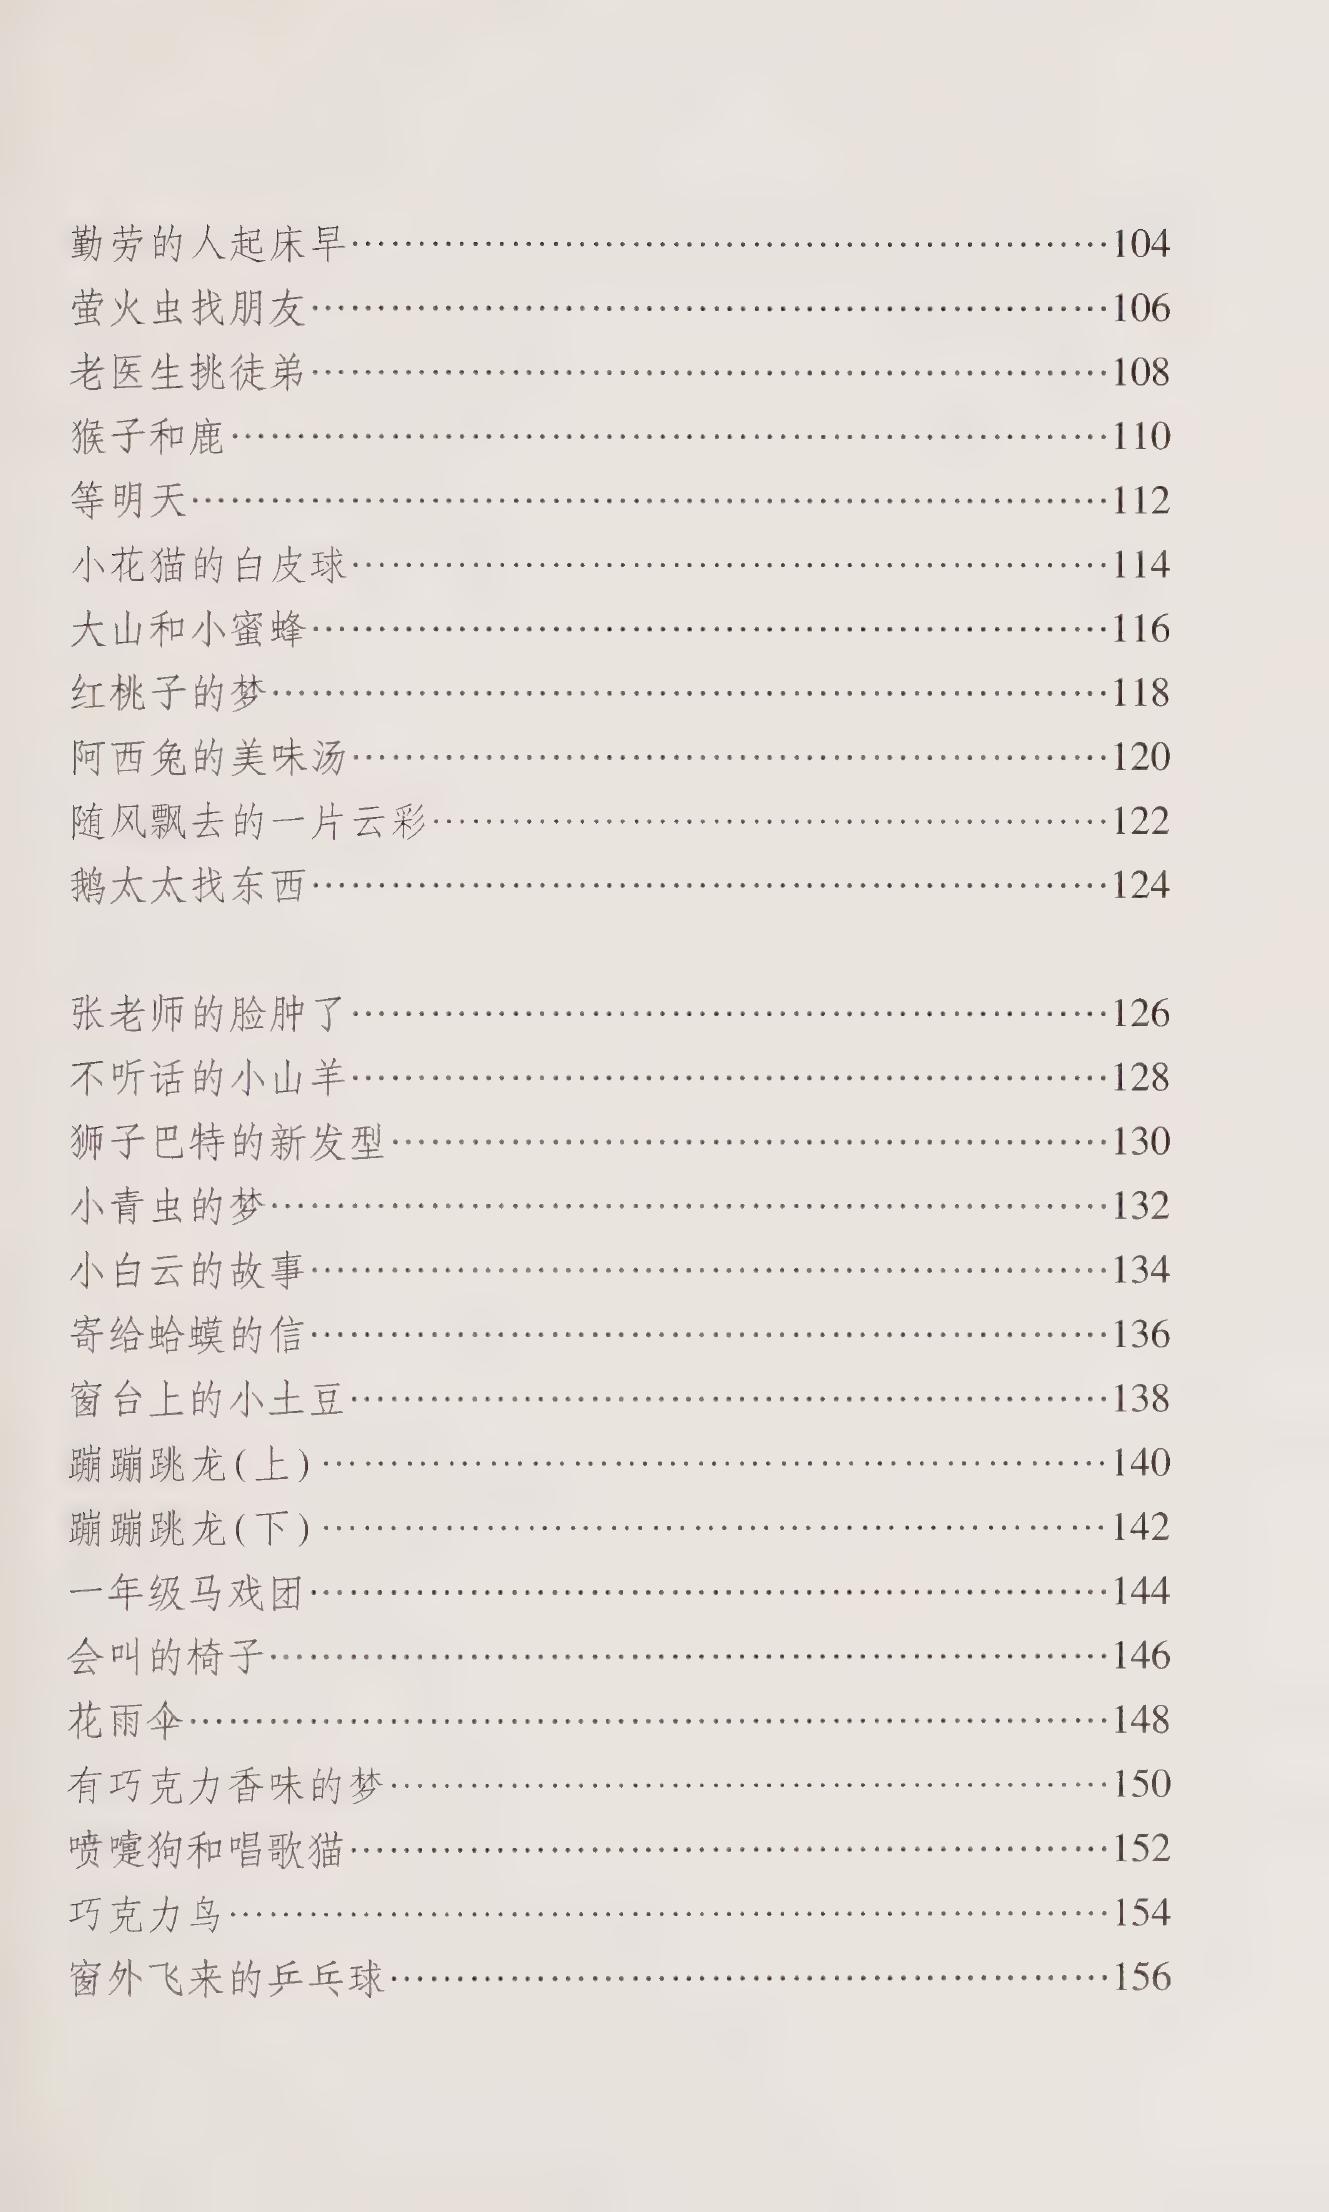 勤劳的人起床早……………………104
萤火虫找朋友……………………106
老医生挑徒弟……………………108
猴子和鹿……………………110
等明天……………………112
小花猫的白皮球……………………114
大山和小蜜蜂……………………116
红桃子的梦……………………118
阿西兔的美味汤……………………120
随风飘去的一片云彩……………………122
鹅太太找东西……………………124
张老师的脸肿了……………………126
不听话的小山羊……………………128
狮子巴特的新发型……………………130
小青虫的梦……………………132
小白云的故事……………………134
寄给蛤蟆的信……………………136
窗台上的小土豆……………………138
蹦蹦跳龙(上)……………………140
蹦蹦跳龙(下)……………………142
一年级马戏团……………………144
会叫的椅子……………………146
花雨伞……………………148
有巧克力香味的梦……………………150
喷嚏狗和唱歌猫……………………152
巧克力鸟……………………154
窗外飞来的乒乓球……………………156